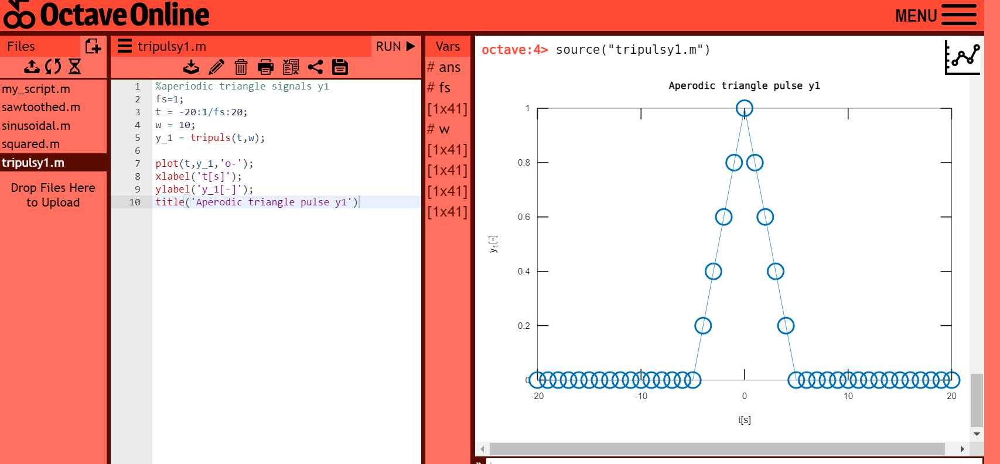 Octave Online
MENU
Files
tripulsy1.m
RUN
Vars
my_script.m
sawtoothed.m
sinusoidal.m
squared.m
tripulsy1.m
Drop Files Here
to Upload
1 %aperiodic triangle signals y1
2 fs=1;
3 t = -20:1/fs:20;
4 w = 10;
5 y_1 = tripuls(t,w);
6
7 plot(t,y_1,'o-');
8 xlabel('t[s]');
9 ylabel('y_1[-]');
10 title('Aperodic triangle pulse y1')
# ans
# fs
[1x41]
# w
[1x41]
[1x41]
[1x41]
[1x41]
octave:4> source("tripulsy1.m")
Aperodic triangle pulse y1
1
0.8
0.6
0.4
0.2
0
y1[-]
-20 -10 0 10 20
t[s]
»